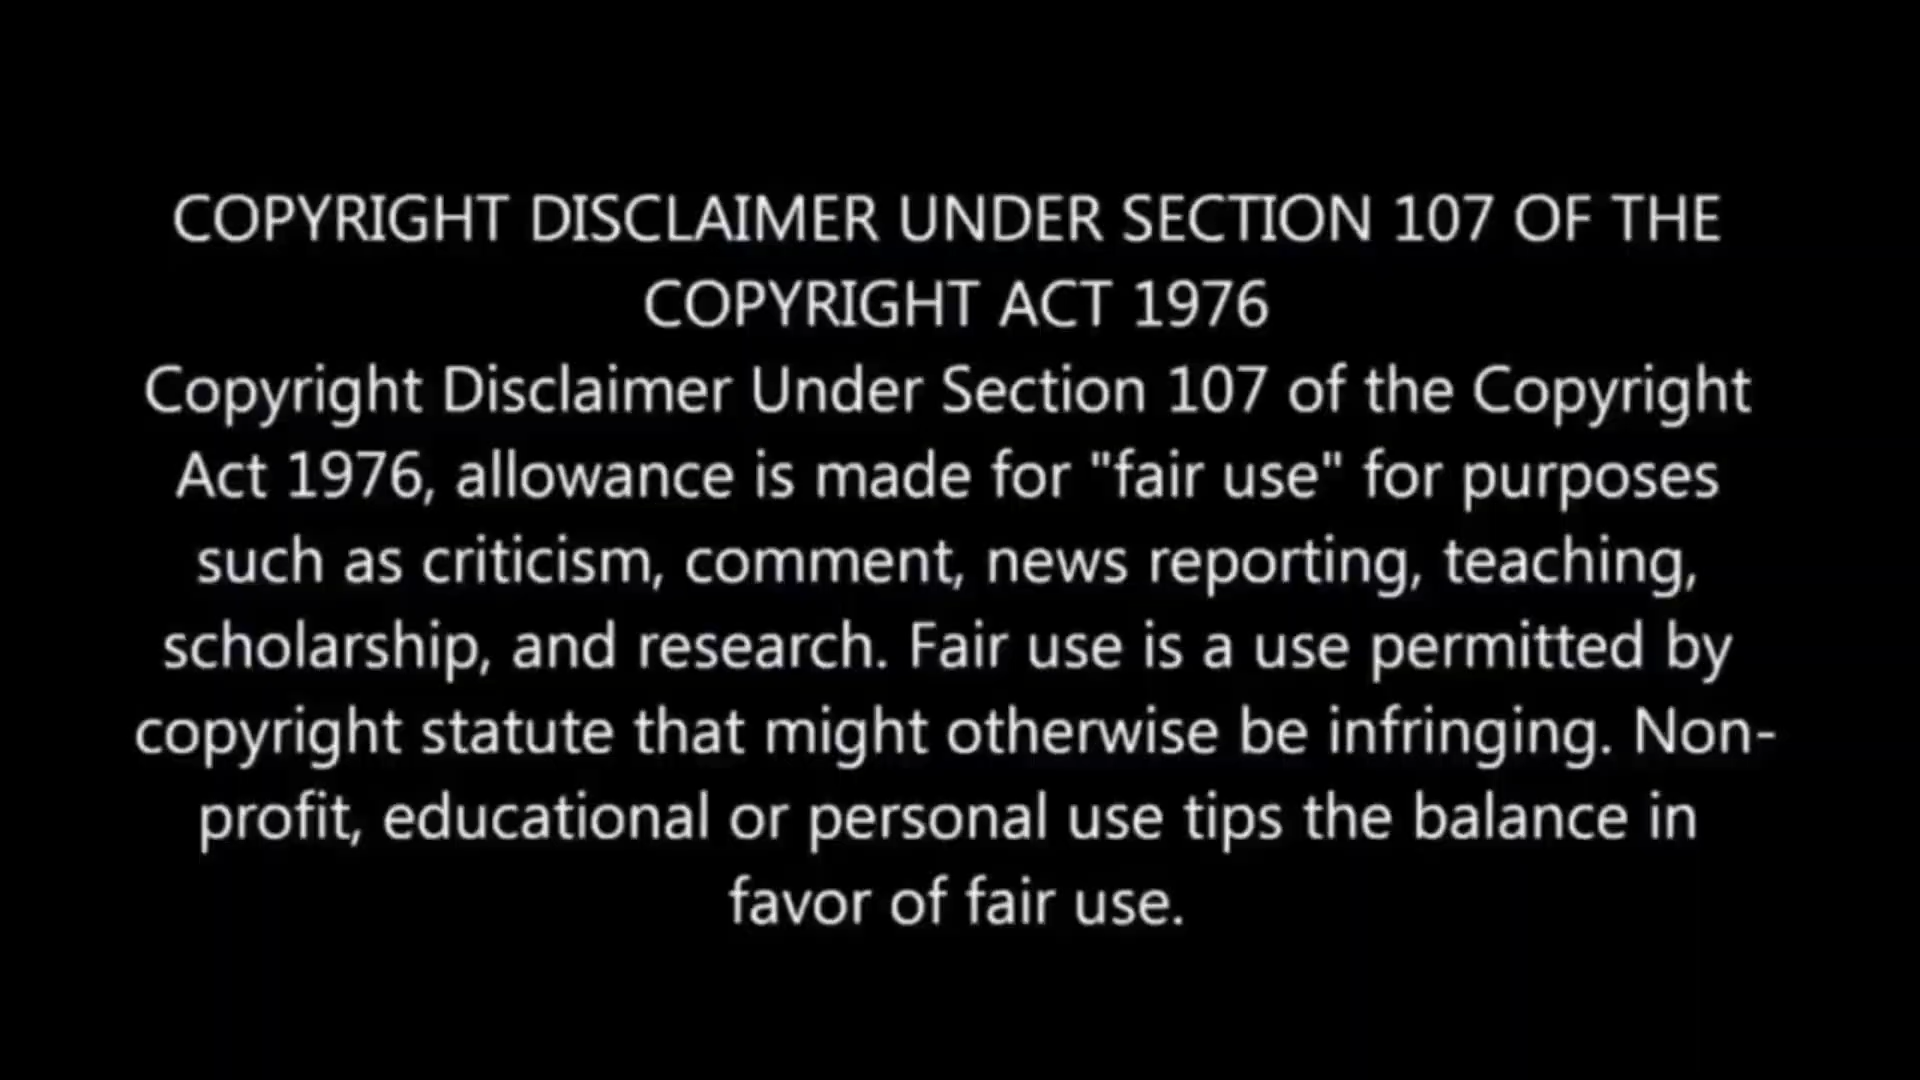 COPYRIGHT DISCLAIMER UNDER SECTION 107 OF THE
COPYRIGHT ACT 1976
Copyright Disclaimer Under Section 107 of the Copyright
Act 1976, allowance is made for "fair use" for purposes
such as criticism, comment, news reporting, teaching,
scholarship, and research. Fair use is a use permitted by
copyright statute that might otherwise be infringing. Non-
profit, educational or personal use tips the balance in
favor of fair use.